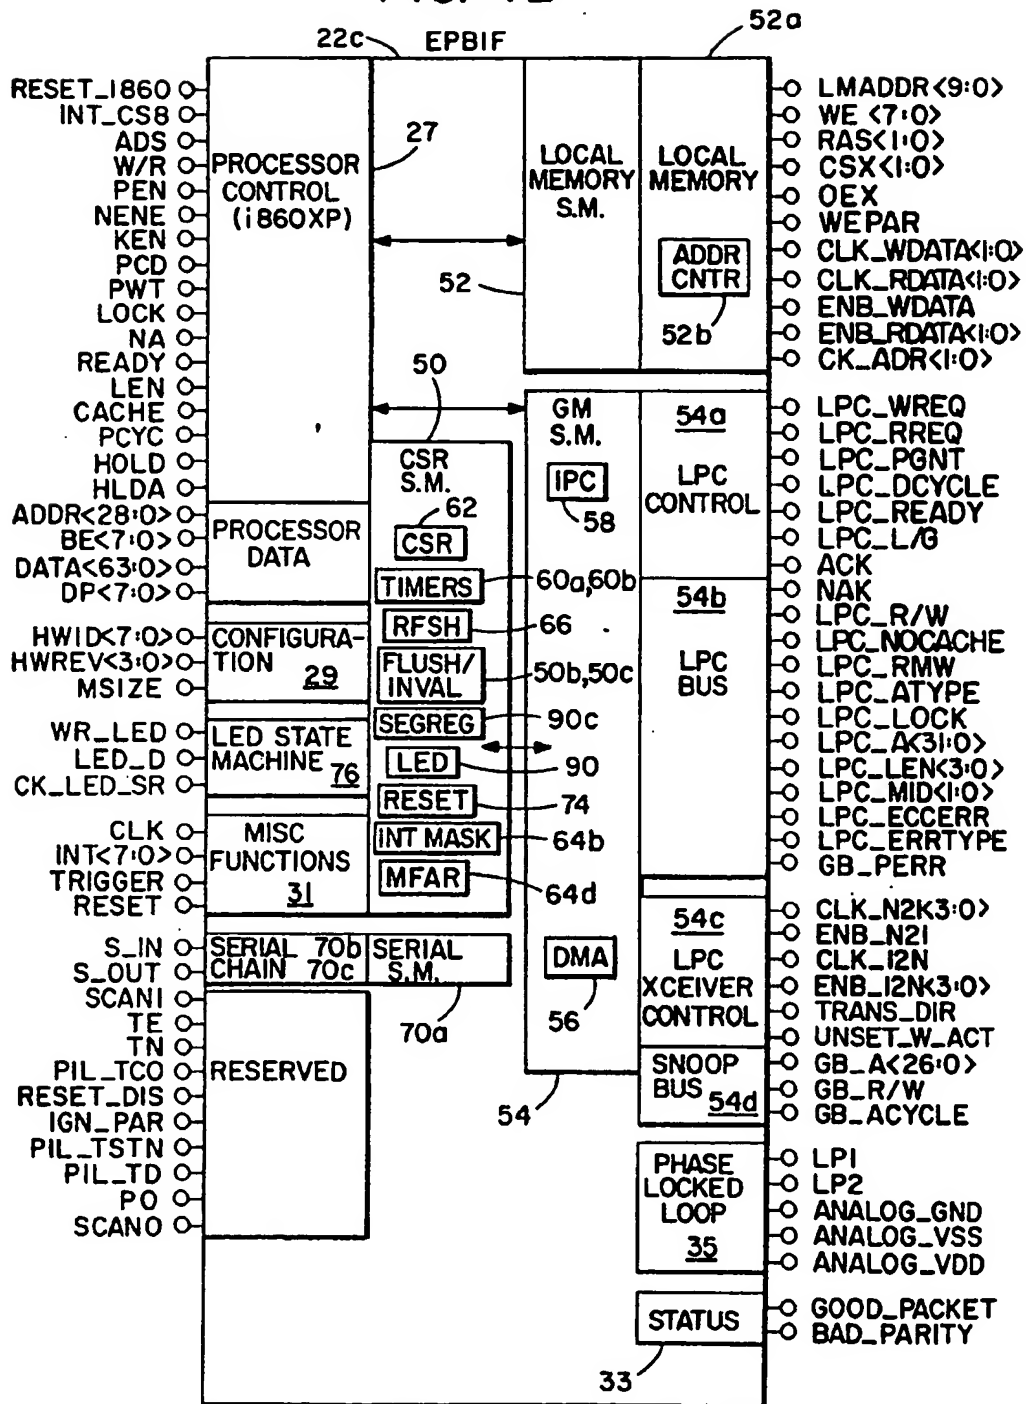 22c
EPBIF
52a
RESET_I860
INT_CS8
ADS
W/R
PEN
NENE
KEN
PCD
PWT
LOCK
NA
READY
LEN
CACHE
PCYC
HOLD
HLDA
ADDR<28:0>
BE<7:0>
DATA<63:0>
DP<7:0>
HWID<7:0>
HWREV<3:0>
MSIZE
WR_LED
LED_D
CK_LED_SR
CLK
INT<7:0>
TRIGGER
RESET
S_IN
S_OUT
SCANI
TE
TN
PIL_TCO
RESET_DIS
IGN_PAR
PIL_TSTN
PIL_TD
PO
SCANO
PROCESSOR
CONTROL
(i860XP)
27
PROCESSOR
DATA
CONFIGURA-
TION 29
LED STATE
MACHINE 76
MISC
FUNCTIONS
31
SERIAL 70b
CHAIN 70c
SERIAL
S.M.
70a
RESERVED
50
CSR
S.M.
62
CSR
TIMERS
60a,60b
RFSH
66
FLUSH/
INVAL
50b,50c
SEGREG
90c
LED
90
RESET
74
INT MASK
64b
MFAR
64d
LOCAL
MEMORY
S.M.
52
LOCAL
MEMORY
ADDR
CNTR
52b
GM
S.M.
IPC
58
DMA
56
54
54a
LPC
CONTROL
54b
LPC
BUS
54c
LPC
XCEIVER
CONTROL
SNOOP
BUS 54d
PHASE
LOCKED
LOOP
35
STATUS
33
LMADDR<9:0>
WE <7:0>
RAS<1:0>
CSX<1:0>
OEX
WEPAR
CLK_WDATA<1:0>
CLK_RDATA<1:0>
ENB_WDATA
ENB_RDATA<1:0>
CK_ADR<1:0>
LPC_WREQ
LPC_RREQ
LPC_PGNT
LPC_DCYCLE
LPC_READY
LPC_L/G
ACK
NAK
LPC_R/W
LPC_NOCACHE
LPC_RMW
LPC_ATYPE
LPC_LOCK
LPC_A<31:0>
LPC_LEN<3:0>
LPC_MID<1:0>
LPC_ECCERR
LPC_ERRTYPE
GB_PERR
CLK_N2K3:0>
ENB_N2I
CLK_I2N
ENB_I2N<3:0>
TRANS_DIR
UNSET_W_ACT
GB_A<26:0>
GB_R/W
GB_ACYCLE
LP1
LP2
ANALOG_GND
ANALOG_VSS
ANALOG_VDD
GOOD_PACKET
BAD_PARITY